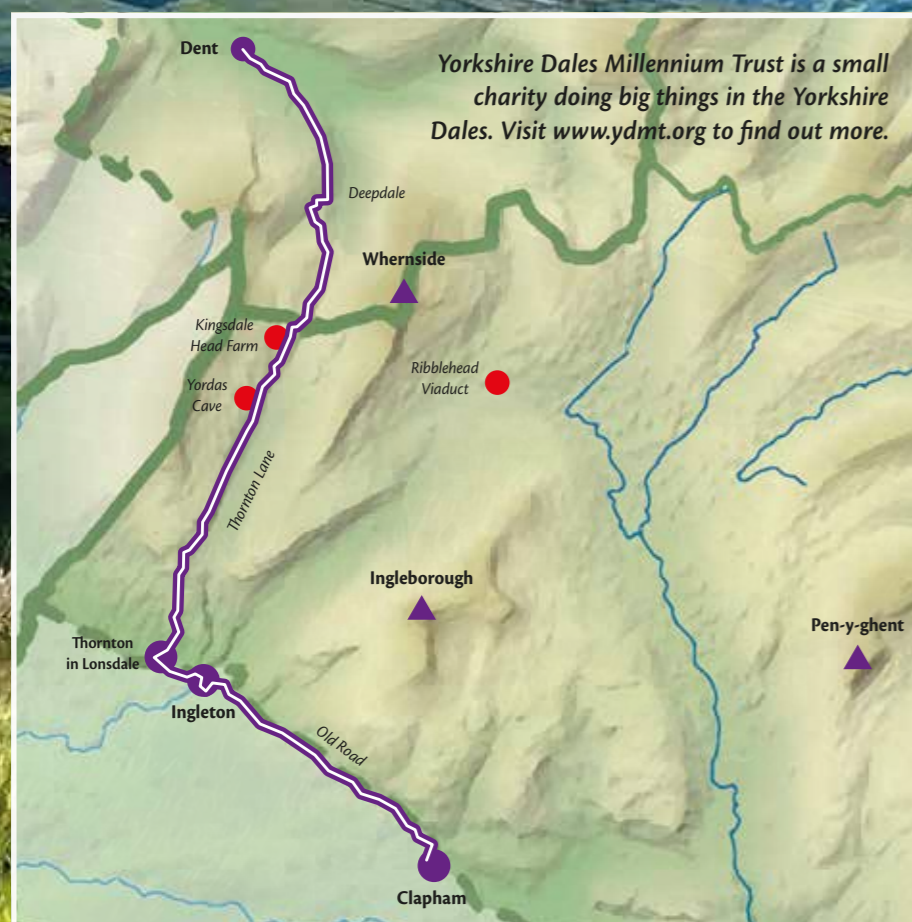 Dent
Yorkshire Dales Millennium Trust is a small
charity doing big things in the Yorkshire
Dales. Visit www.ydmt.org to find out more.
Deepdale
Whernside
Kingsdale
Head Farm
Ribblehead
Viaduct
Yordas
Cave
Thornton Lane
Ingleborough
Pen-y-ghent
Thornton
in Lonsdale
Ingleton
Old Road
Clapham